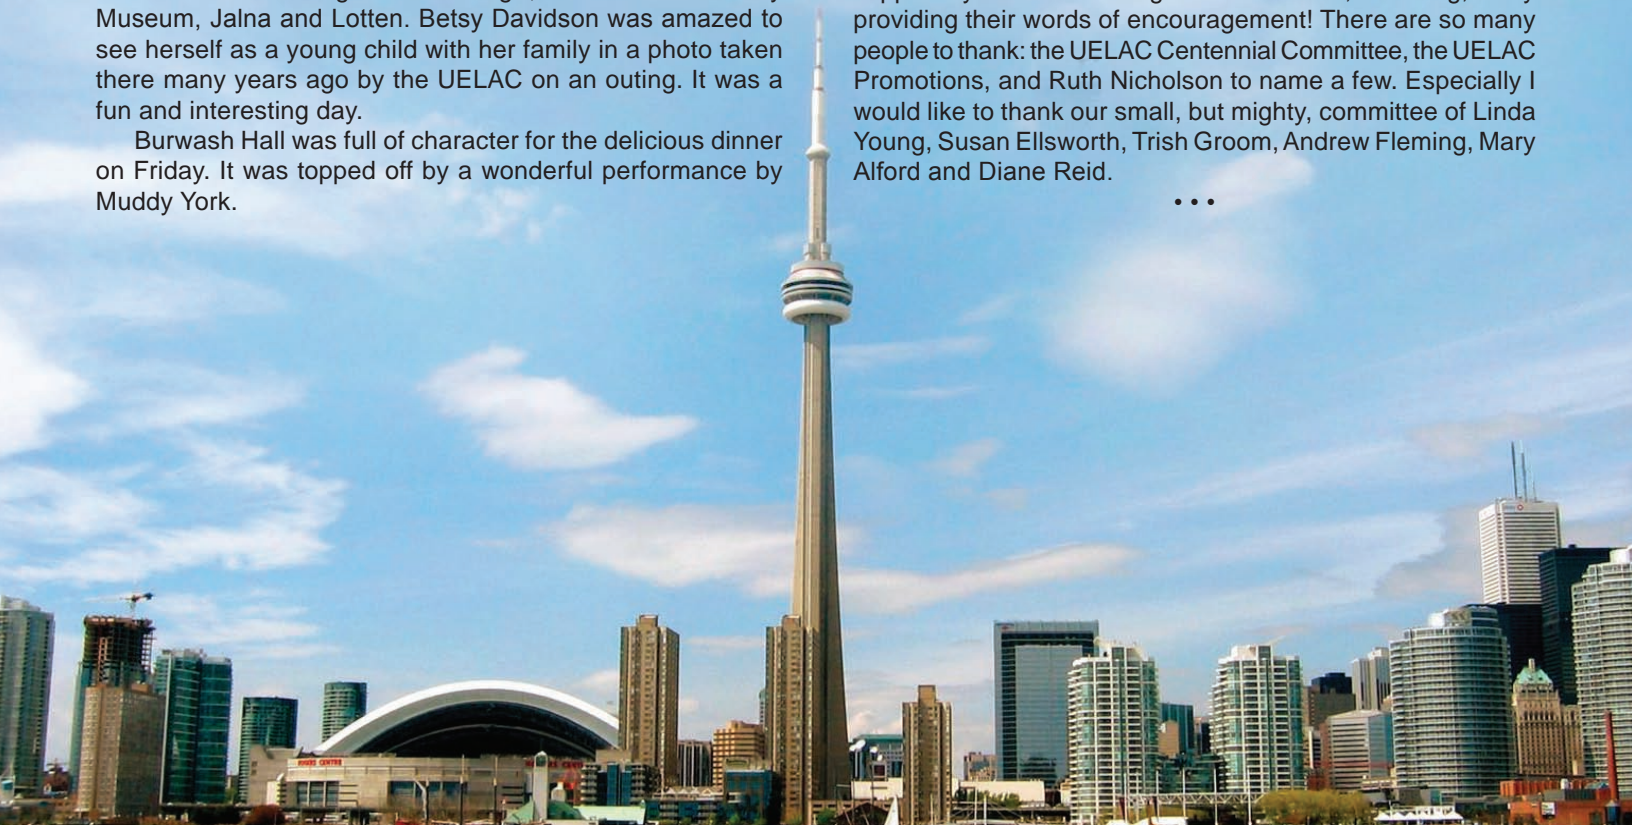 Museum, Jalna and Lotten. Betsy Davidson was amazed to
see herself as a young child with her family in a photo taken
there many years ago by the UELAC on an outing. It was a
fun and interesting day.
Burwash Hall was full of character for the delicious dinner
on Friday. It was topped off by a wonderful performance by
Muddy York.
providing their words of encouragement! There are so many
people to thank: the UELAC Centennial Committee, the UELAC
Promotions, and Ruth Nicholson to name a few. Especially I
would like to thank our small, but mighty, committee of Linda
Young, Susan Ellsworth, Trish Groom, Andrew Fleming, Mary
Alford and Diane Reid.
• • •
ROGERS CENTRE